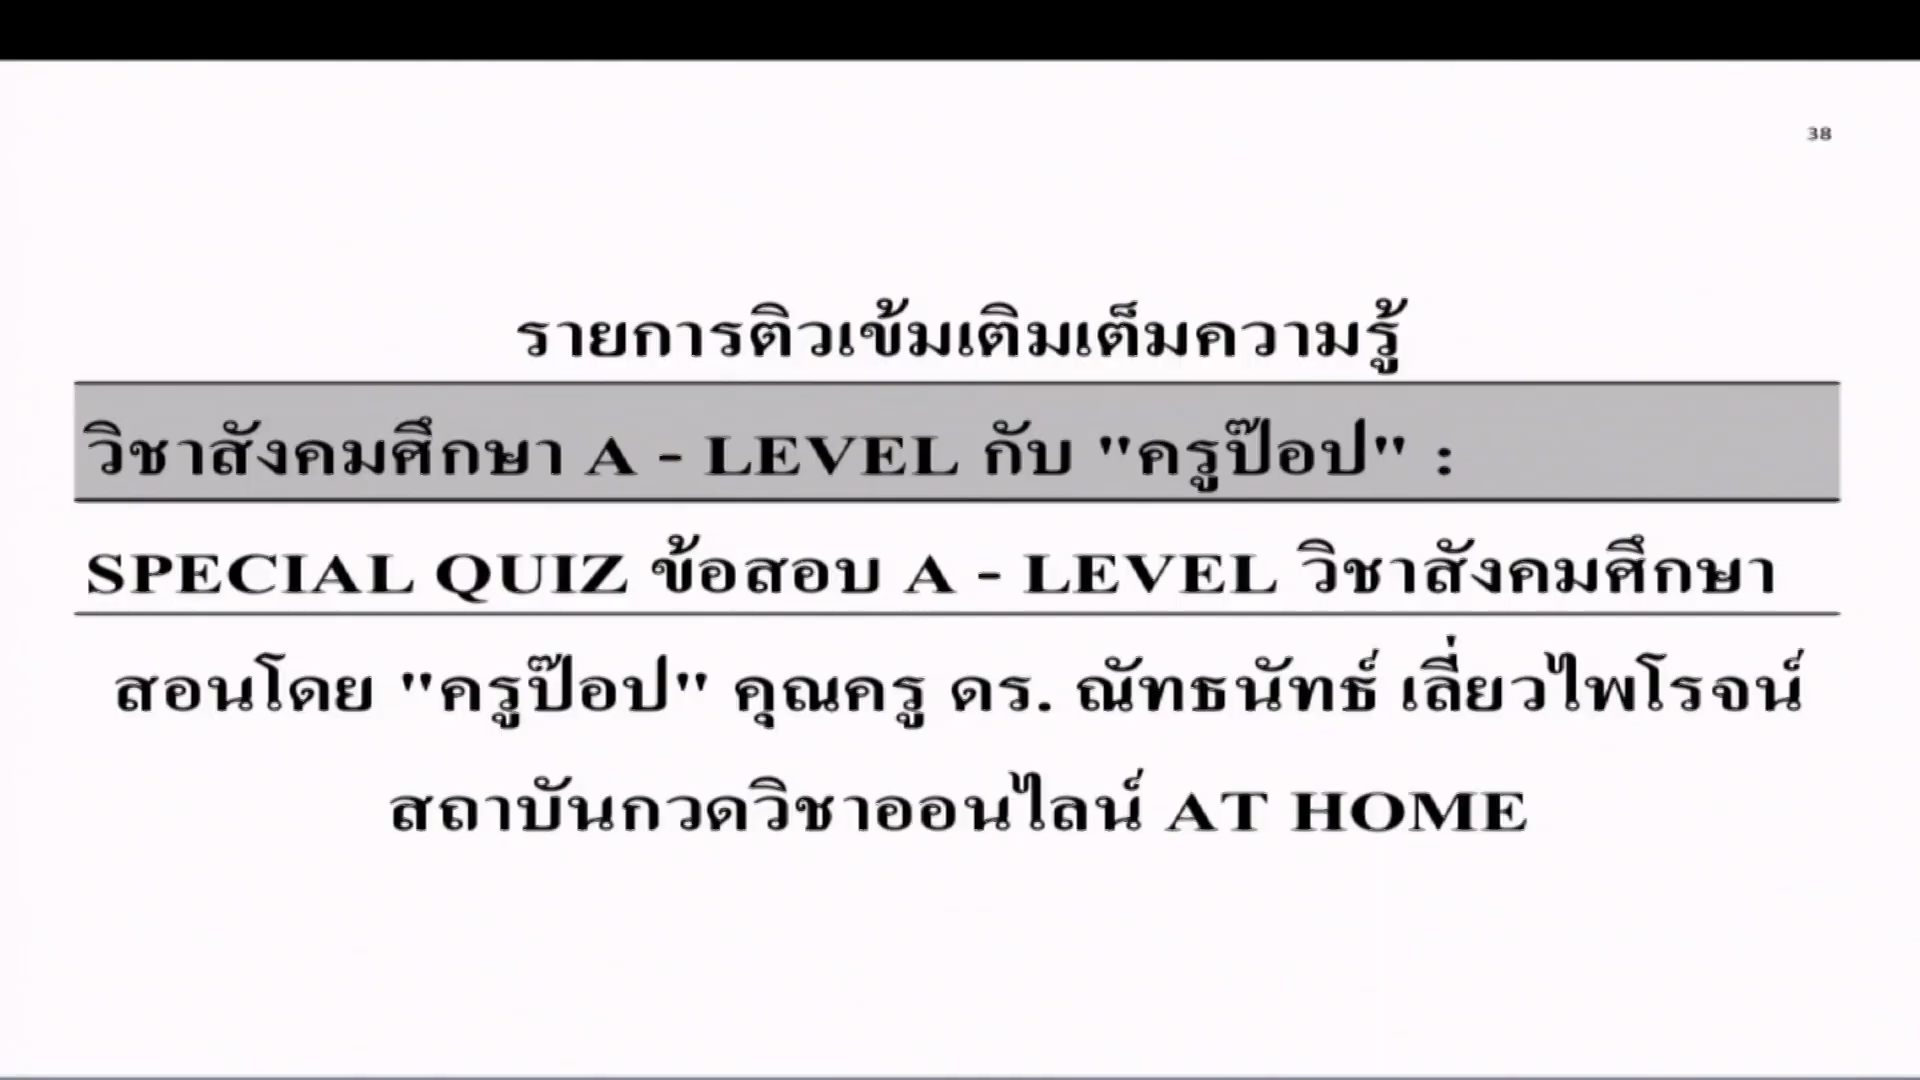 38
รายการติวเข้มเติมเต็มความรู้
วิชาสังคมศึกษา A - LEVEL กับ "ครูป๊อป" :
SPECIAL QUIZ ข้อสอบ A - LEVEL วิชาสังคมศึกษา
สอนโดย "ครูป๊อป" คุณครู ดร. ณัทธนัทธ์ เลี่ยวไพโรจน์
สถาบันกวดวิชาออนไลน์ AT HOME